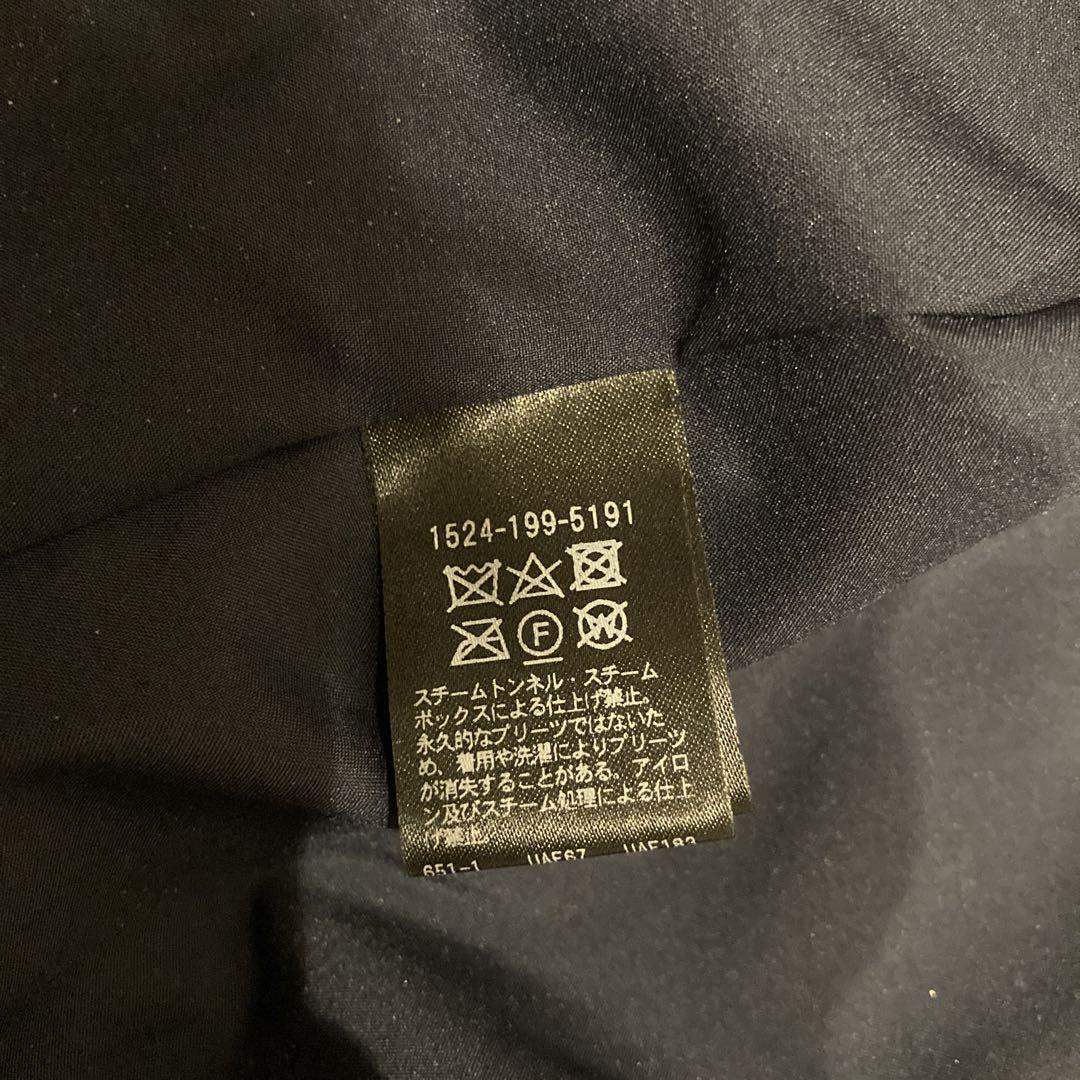 1524-199-5191
F
W
スチームトンネル・スチーム
ボックスによる仕上げ禁止。
永久的なプリーツではないた
め、着用や洗濯によりプリーツ
が消失することがある。アイロ
ン及びスチーム処理による仕上
げ禁止。
651-1 UAF67 UAF183